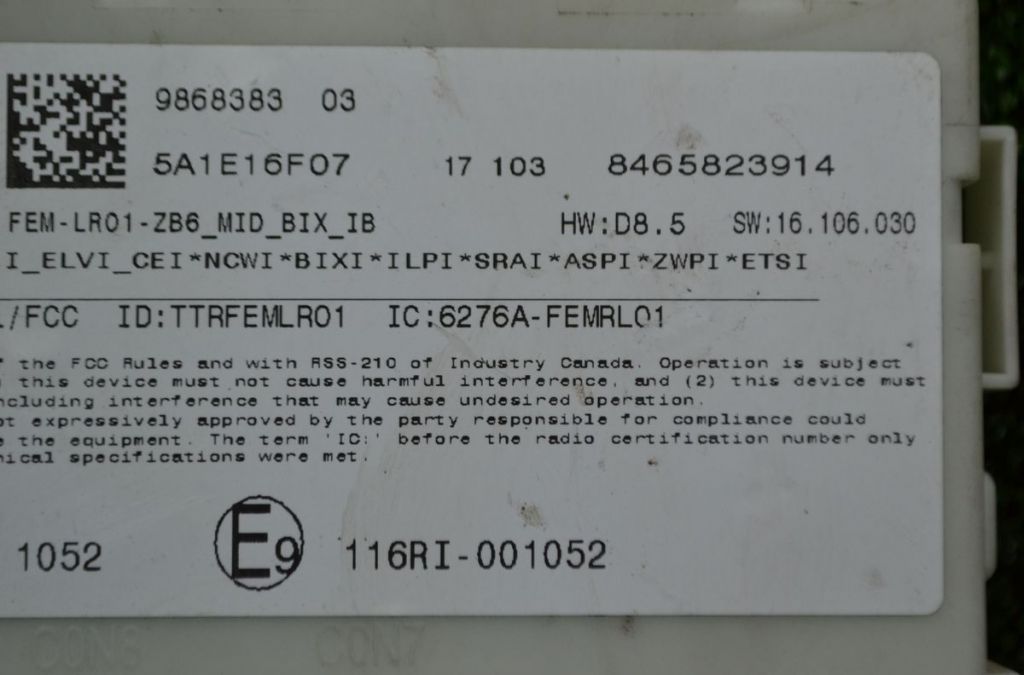 9868383 03
5A1E16F07 17 103 8465823914
FEM-LR01-ZB6_MID_BIX_IB HW:D8.5 SW:16.106.030
I_ELVI_CEI*NCWI*BIXI*ILPI*SRAI*ASPI*ZWPI*ETSI
/FCC ID:TTRFEMLR01 IC:6276A-FEMRLO1
the FCC Rules and with RSS-210 of Industry Canada. Operation is subject
this device must not cause harmful interference, and (2) this device must
ncluding interference that may cause undesired operation.
ot expressively approved by the party responsible for compliance could
e the equipment. The term 'IC:' before the radio certification number only
nical specifications were met.
1052 E9 116RI-001052
CON6 CON7